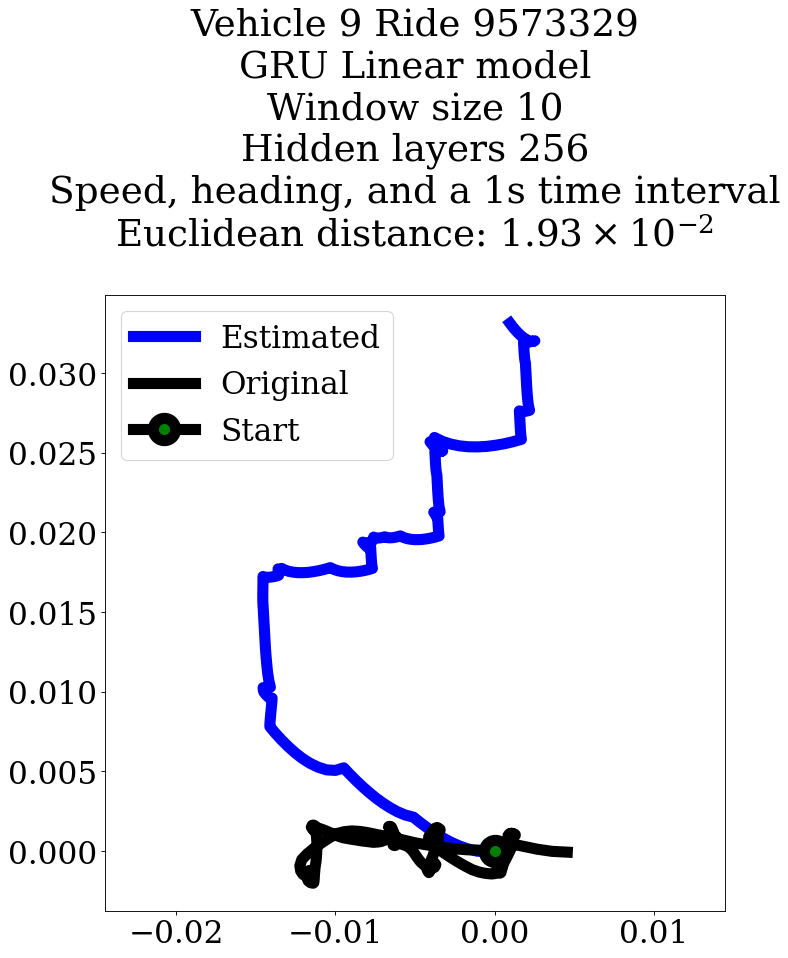 Vehicle 9 Ride 9573329
GRU Linear model
Window size 10
Hidden layers 256
Speed, heading, and a 1s time interval
Euclidean distance: 1.93 × 10⁻²
Estimated
Original
Start
0.030
0.025
0.020
0.015
0.010
0.005
0.000
−0.02 −0.01 0.00 0.01